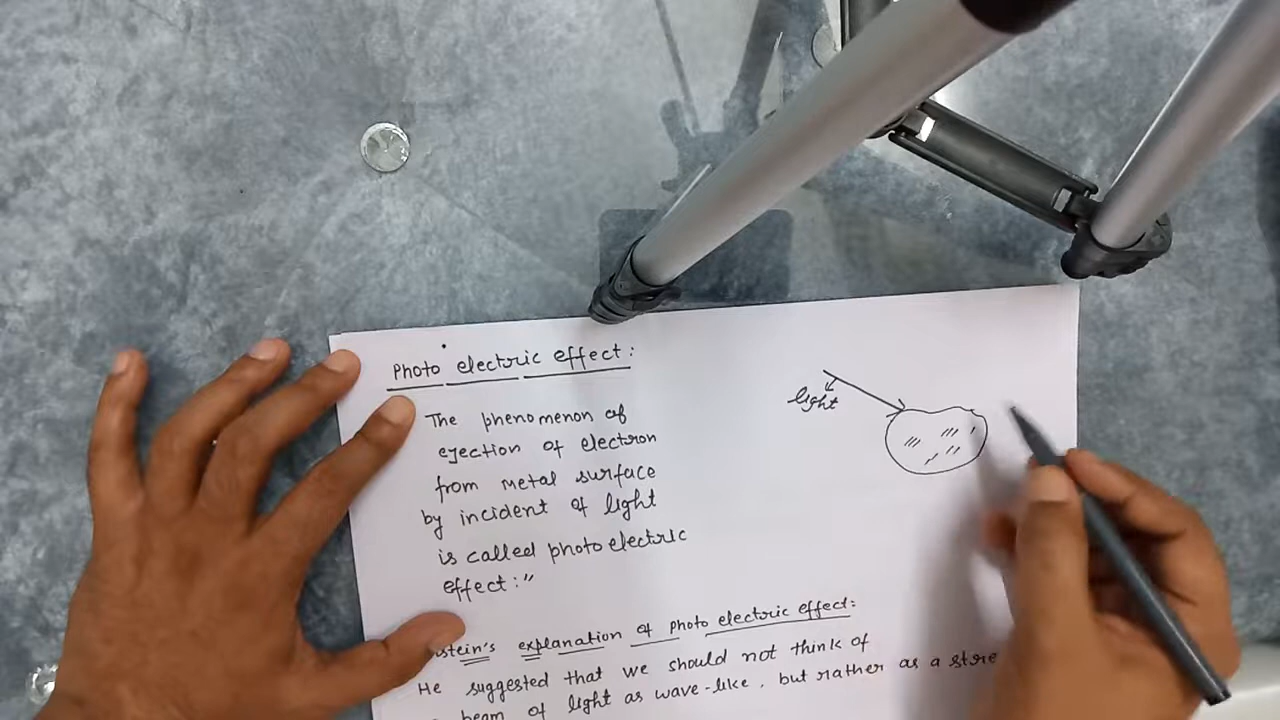 Photo electric effect:
The phenomenon of
ejection of electron
from metal surface
by incident of light
is called photo electric
effect:"
light
stein's explanation of photo electric effect:
He suggested that we should not think of
beam of light as wave-like, but rather as a stre